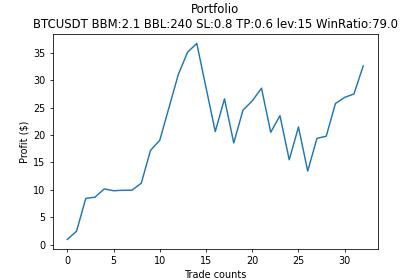 Portfolio
BTCUSDT BBM:2.1 BBL:240 SL:0.8 TP:0.6 lev:15 WinRatio:79.0
35
30
25
20
15
10
5
0
Profit ($)
0 5 10 15 20 25 30
Trade counts